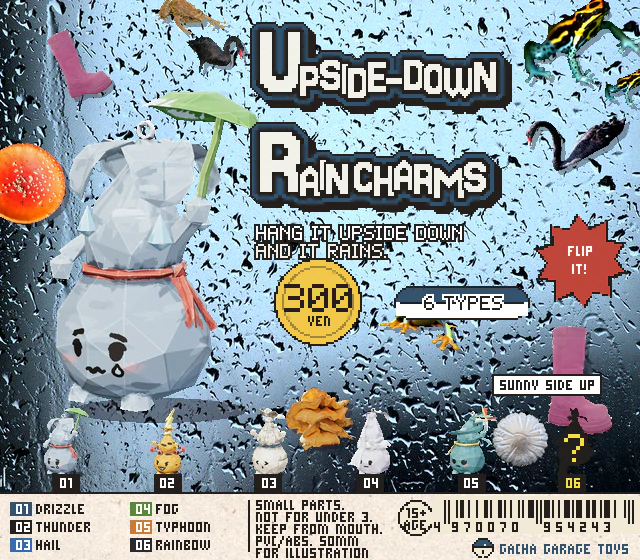 UPSIDE-DOWN
RAIN CHARMS
HANG IT UPSIDE DOWN
AND IT RAINS.
300
YEN
6 TYPES
FLIP
IT!
SUNNY SIDE UP
?
01
02
03
04
05
06
01 DRIZZLE
02 THUNDER
03 HAIL
04 FOG
05 TYPHOON
06 RAINBOW
SMALL PARTS.
NOT FOR UNDER 3.
KEEP FROM MOUTH.
PVC/ABS. 50MM
FOR ILLUSTRATION
15+
AGE
4 970070 954243
GACHA GARAGE TOYS